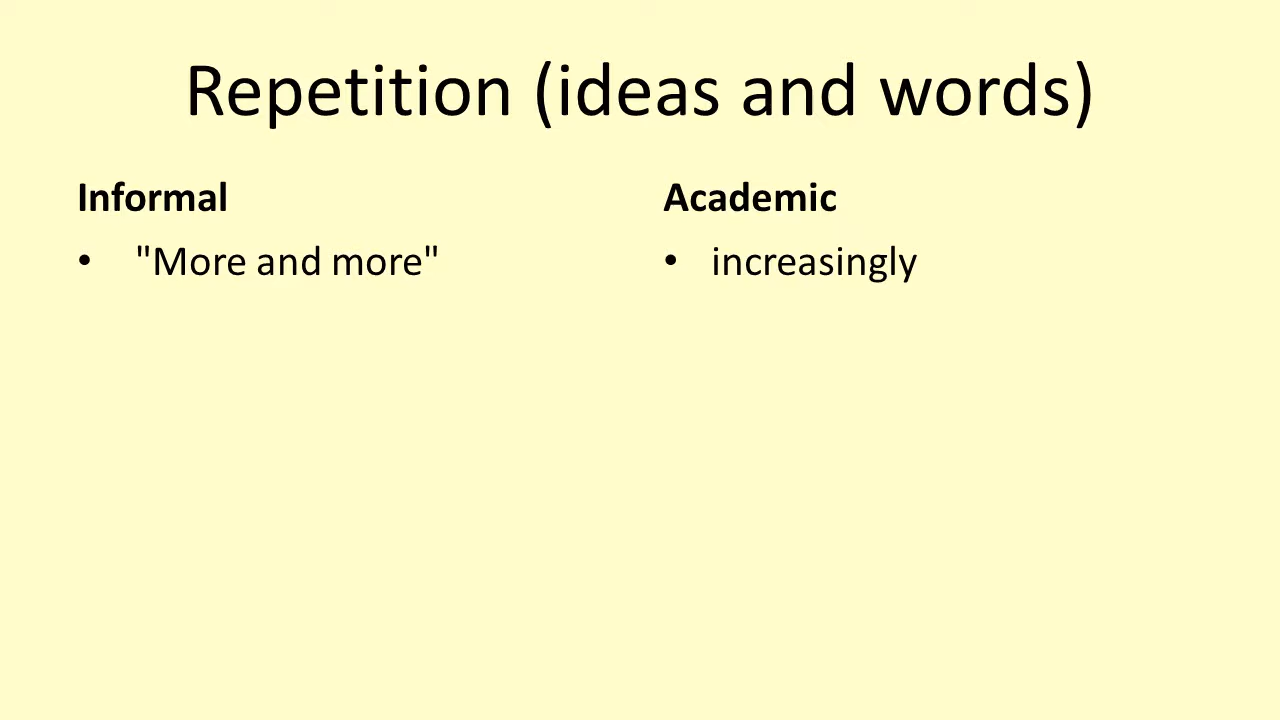 Repetition (ideas and words)
Informal
• "More and more"
Academic
• increasingly